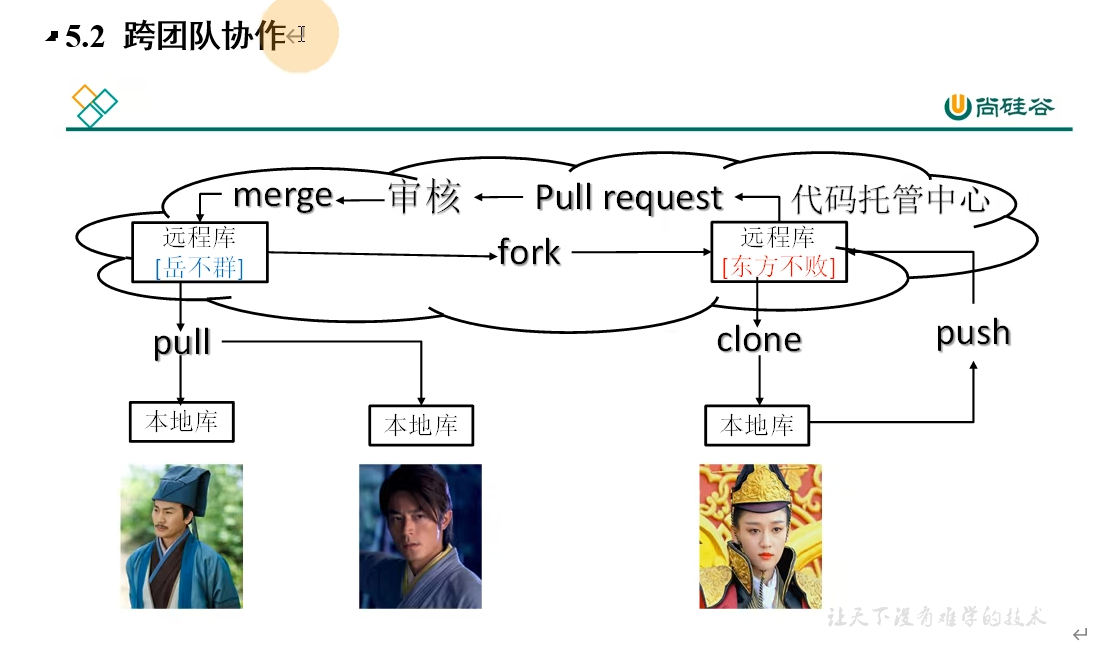 5.2 跨团队协作
尚硅谷
merge
审核
Pull request
代码托管中心
远程库
[岳不群]
fork
远程库
[东方不败]
pull
clone
push
本地库
本地库
本地库
让天下没有难学的技术